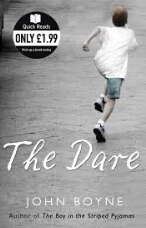 Quick Reads
ONLY £1.99
The Dare
JOHN BOYNE
Author of The Boy in the Striped Pyjamas